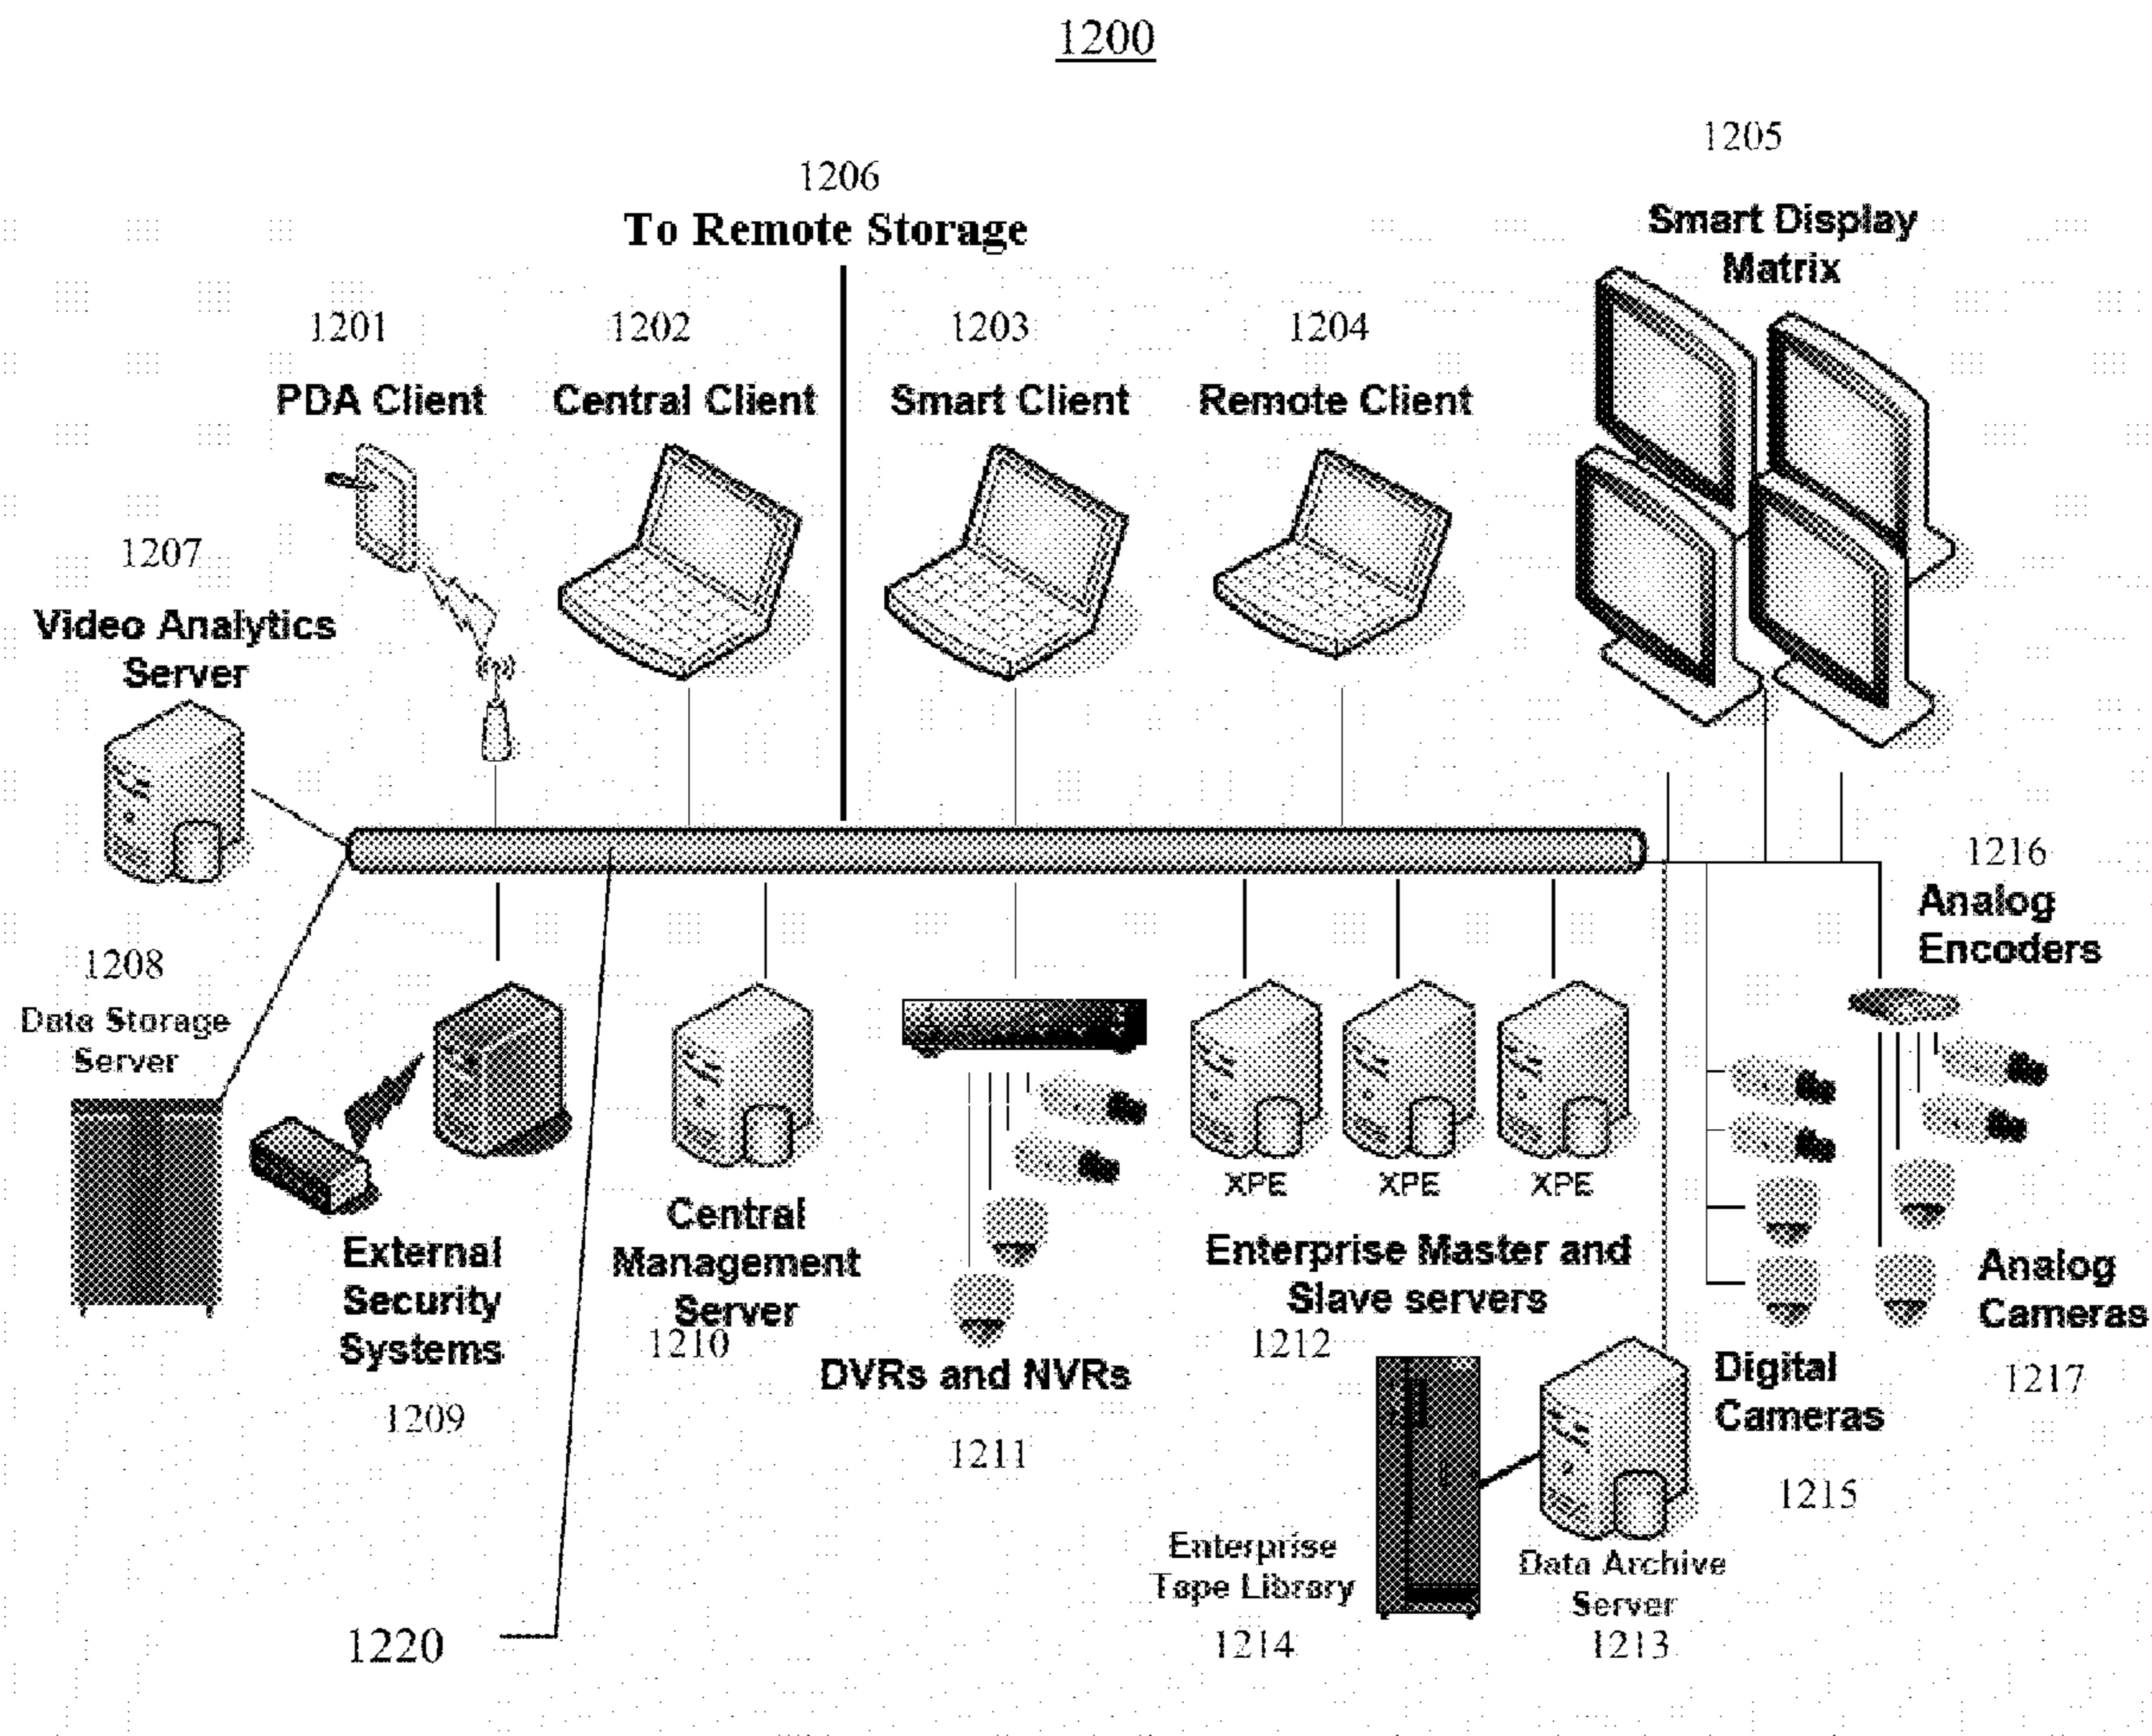 1200
1205
Smart Display
Matrix
1206
To Remote Storage
1201
PDA Client
1202
Central Client
1203
Smart Client
1204
Remote Client
1207
Video Analytics
Server
1216
Analog
Encoders
1208
Data Storage
Server
External
Security
Systems
1209
Central
Management
Server
1210
DVRs and NVRs
1211
XPE
XPE
XPE
Enterprise Master and
Slave servers
1212
Analog
Cameras
1217
Digital
Cameras
1215
Enterprise
Tape Library
1214
Data Archive
Server
1213
1220